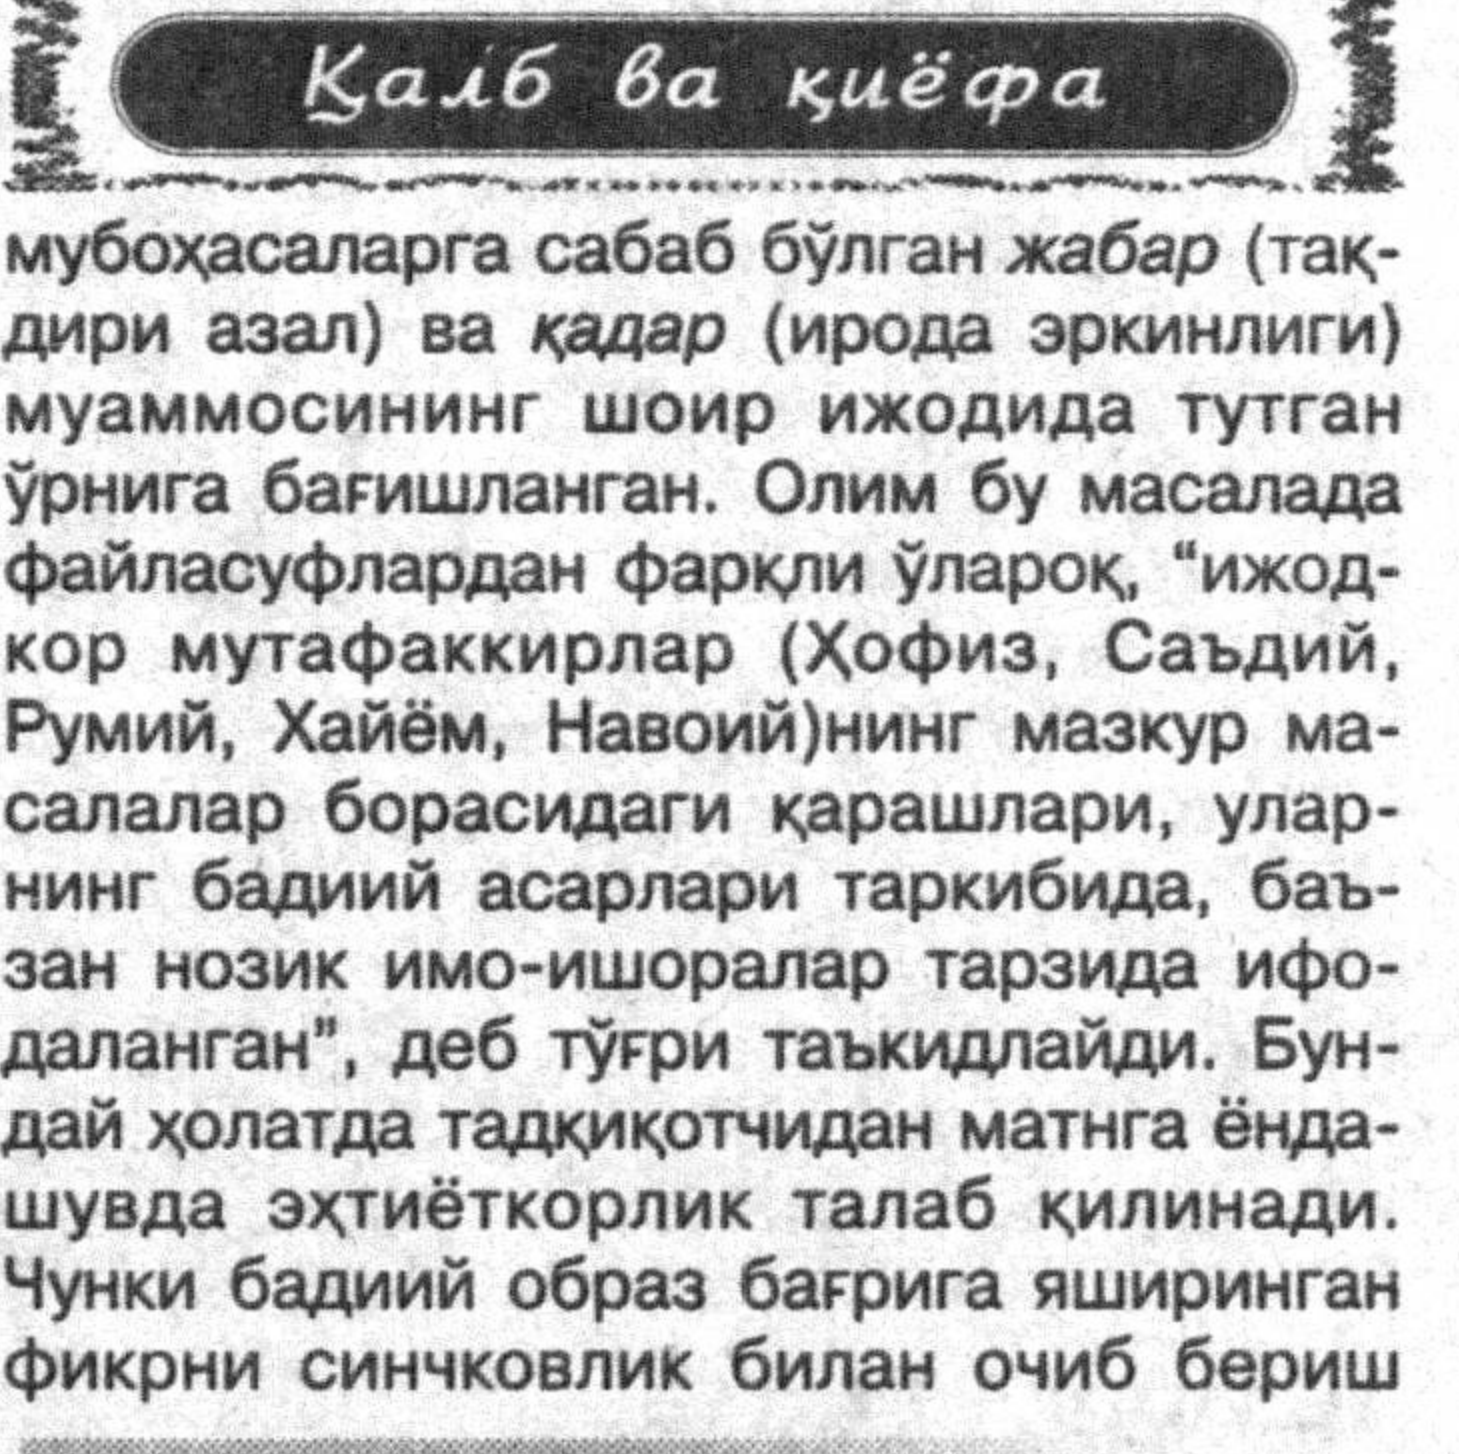 Қалб ва қиёфа
мубоҳасаларга сабаб бўлган жабар (тақ-
дири азал) ва қадар (ирода эркинлиги)
муаммосининг шоир ижодида тутган
ўрнига бағишланган. Олим бу масалада
файласуфлардан фарқли ўлароқ, “ижод-
кор мутафаккирлар (Ҳофиз, Саъдий,
Румий, Хайём, Навоий)нинг мазкур ма-
салалар борасидаги қарашлари, улар-
нинг бадиий асарлари таркибида, баъ-
зан нозик имо-ишоралар тарзида ифо-
даланган”, деб тўғри таъкидлайди. Бун-
дай ҳолатда тадқиқотчидан матнга ёнда-
шувда эҳтиёткорлик талаб қилинади.
Чунки бадиий образ бағрига яширинган
фикрни синчковлик билан очиб бериш